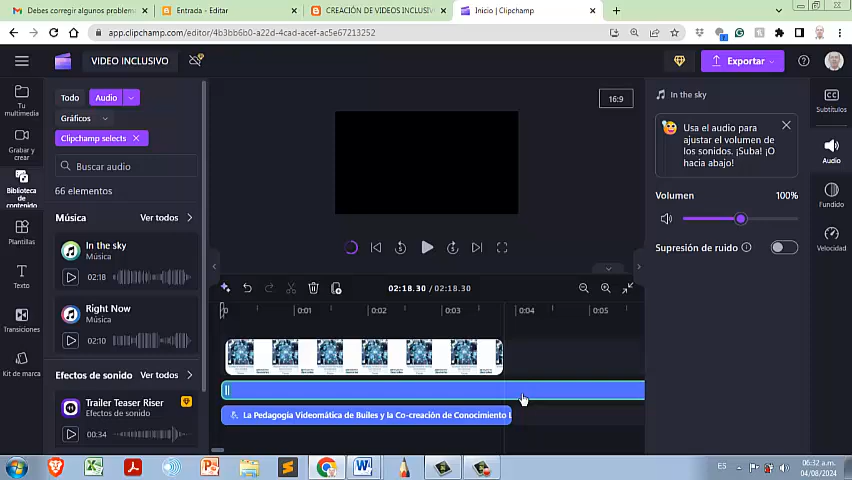 Debes corregir algunos problema
Entrada - Editar
CREACIÓN DE VIDEOS INCLUSIV
Inicio | Clipchamp
app.clipchamp.com/editor/4b3bb6b0-a22d-4cad-acef-ac5e67213252
VIDEO INCLUSIVO
Exportar
Tu
multimedia
Grabar y
crear
Biblioteca
de contenido
Plantillas
Texto
Transiciones
Kit de marca
Todo
Audio
Gráficos
Clipchamp selects
Buscar audio
66 elementos
Música
Ver todos
In the sky
Música
02:18
Right Now
Música
02:10
Efectos de sonido
Ver todos
Trailer Teaser Riser
Efectos de sonido
00:34
16:9
02:18.30 / 02:18.30
0
0:01
0:02
0:03
0:04
0:05
La Pedagogía Videomática de Builes y la Co-creación de Conocimiento
In the sky
Usa el audio para
ajustar el volumen de
los sonidos. ¡Suba! ¡O
hacia abajo!
Volumen
100%
Supresión de ruido
Subtítulos
Audio
Fundido
Velocidad
ES
06:32 a.m.
04/08/2024